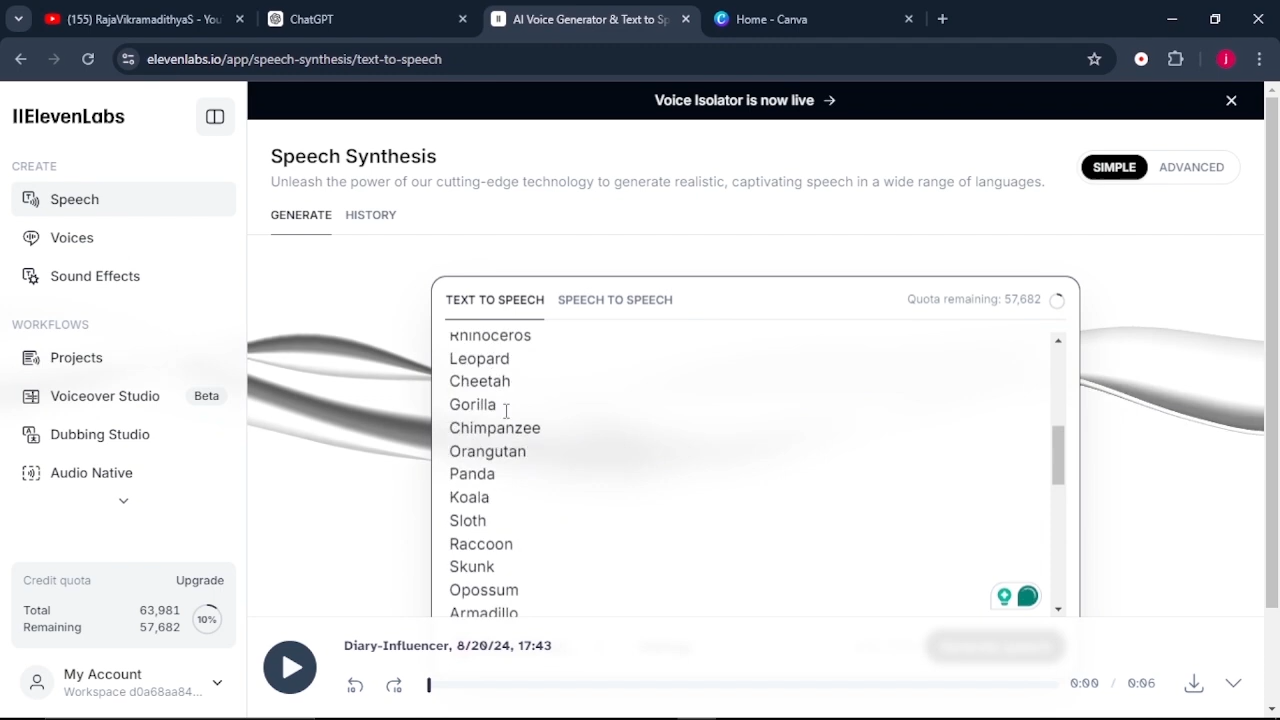 (155) RajaVikramadithyaS - You
ChatGPT
AI Voice Generator & Text to Sp
Home - Canva
elevenlabs.io/app/speech-synthesis/text-to-speech
j
IIElevenLabs
Voice Isolator is now live →
CREATE
Speech
Voices
Sound Effects
WORKFLOWS
Projects
Voiceover Studio Beta
Dubbing Studio
Audio Native
Credit quota Upgrade
Total 63,981
Remaining 57,682
10%
My Account
Workspace d0a68aa84...
Speech Synthesis
Unleash the power of our cutting-edge technology to generate realistic, captivating speech in a wide range of languages.
SIMPLE ADVANCED
GENERATE HISTORY
TEXT TO SPEECH SPEECH TO SPEECH Quota remaining: 57,682
Rhinoceros
Leopard
Cheetah
Gorilla
Chimpanzee
Orangutan
Panda
Koala
Sloth
Raccoon
Skunk
Opossum
Armadillo
Diary-Influencer, 8/20/24, 17:43
0:00 / 0:06